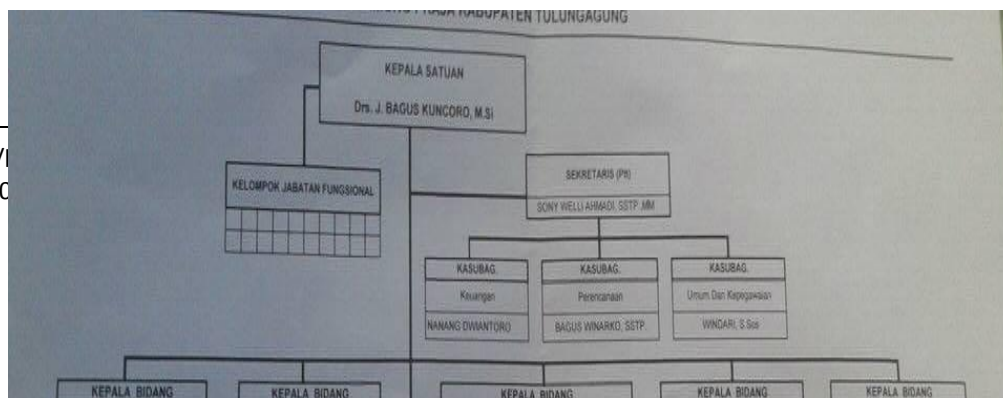 PRAJA KABUPATEN TULUNGAGUNG
KEPALA SATUAN
Drs. J. BAGUS KUNCORO, M.Si
KELOMPOK JABATAN FUNGSIONAL
SEKRETARIS (Plt)
SONY WELLI AHMADI, SSTP.,MM
KASUBAG.
Keuangan
NANANG DWIANTORO
KASUBAG.
Perencanaan
BAGUS WINARKO, SSTP.
KASUBAG.
Umum Dan Kepegawaian
WINDARI, S.Sos
KEPALA BIDANG
KEPALA BIDANG
KEPALA BIDANG
KEPALA BIDANG
KEPALA BIDANG